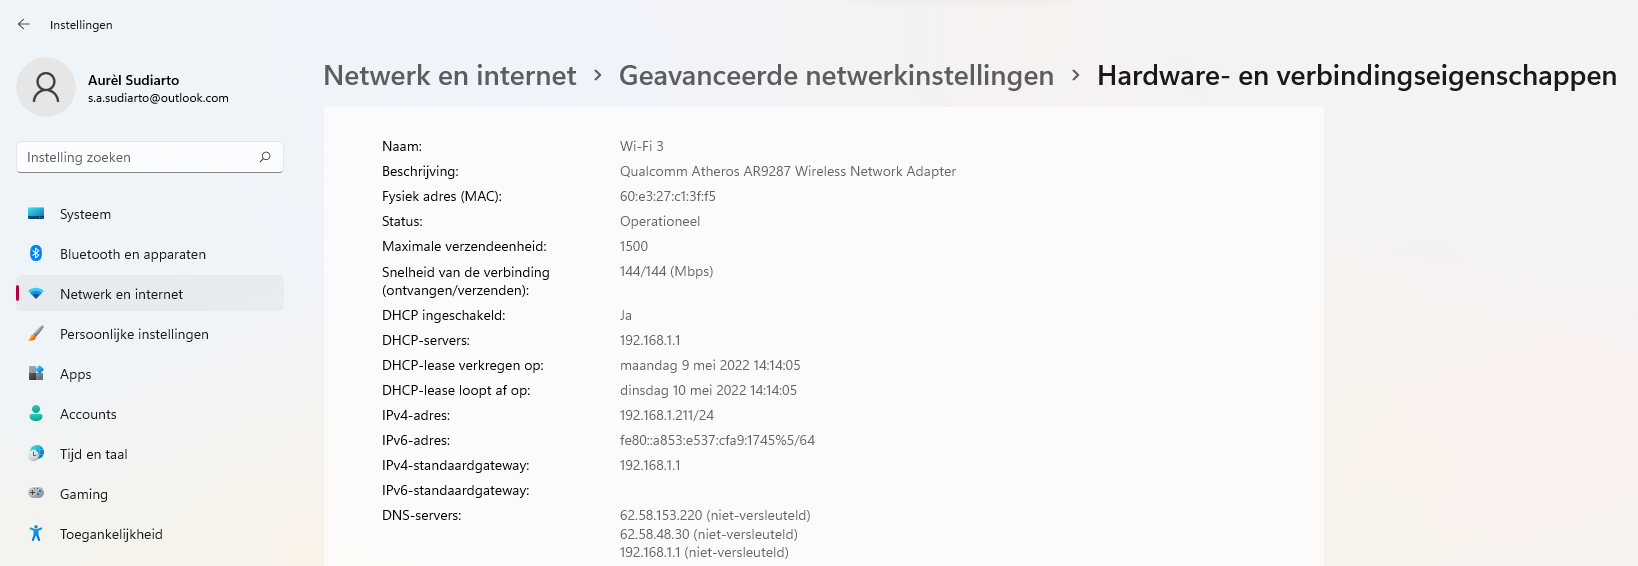 Instellingen
Aurèl Sudiarto
s.a.sudiarto@outlook.com
Instelling zoeken
Systeem
Bluetooth en apparaten
Netwerk en internet
Persoonlijke instellingen
Apps
Accounts
Tijd en taal
Gaming
Toegankelijkheid
Netwerk en internet › Geavanceerde netwerkinstellingen › Hardware- en verbindingseigenschappen
Naam: Wi-Fi 3
Beschrijving: Qualcomm Atheros AR9287 Wireless Network Adapter
Fysiek adres (MAC): 60:e3:27:c1:3f:f5
Status: Operationeel
Maximale verzendeenheid: 1500
Snelheid van de verbinding 144/144 (Mbps)
(ontvangen/verzenden):
DHCP ingeschakeld: Ja
DHCP-servers: 192.168.1.1
DHCP-lease verkregen op: maandag 9 mei 2022 14:14:05
DHCP-lease loopt af op: dinsdag 10 mei 2022 14:14:05
IPv4-adres: 192.168.1.211/24
IPv6-adres: fe80::a853:e537:cfa9:1745%5/64
IPv4-standaardgateway: 192.168.1.1
IPv6-standaardgateway:
DNS-servers: 62.58.153.220 (niet-versleuteld)
62.58.48.30 (niet-versleuteld)
192.168.1.1 (niet-versleuteld)